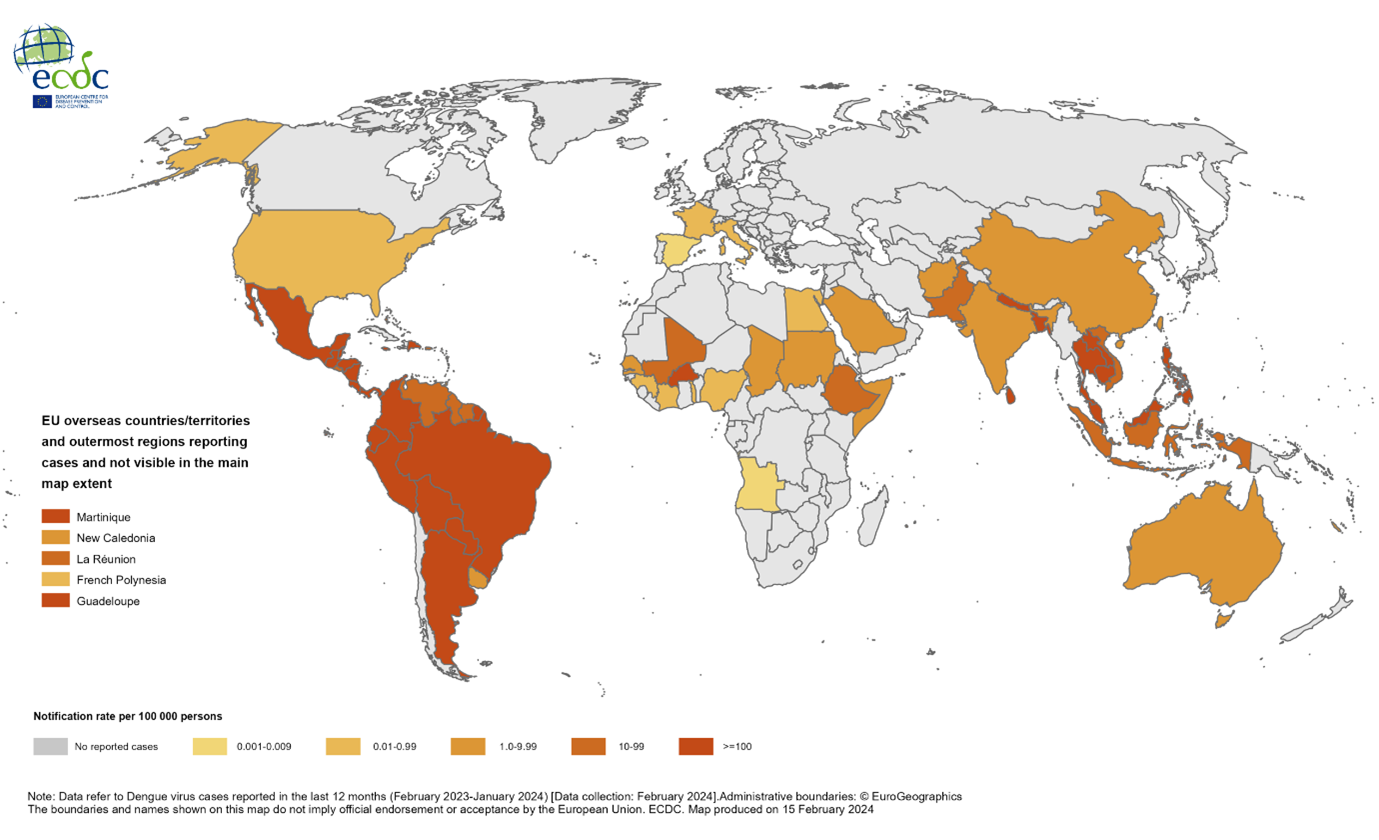 ecdc
EUROPEAN CENTRE FOR
DISEASE PREVENTION
AND CONTROL
EU overseas countries/territories
and outermost regions reporting
cases and not visible in the main
map extent
Martinique
New Caledonia
La Réunion
French Polynesia
Guadeloupe
Notification rate per 100 000 persons
No reported cases
0.001-0.009
0.01-0.99
1.0-9.99
10-99
>=100
Note: Data refer to Dengue virus cases reported in the last 12 months (February 2023-January 2024) [Data collection: February 2024].Administrative boundaries: © EuroGeographics
The boundaries and names shown on this map do not imply official endorsement or acceptance by the European Union. ECDC. Map produced on 15 February 2024